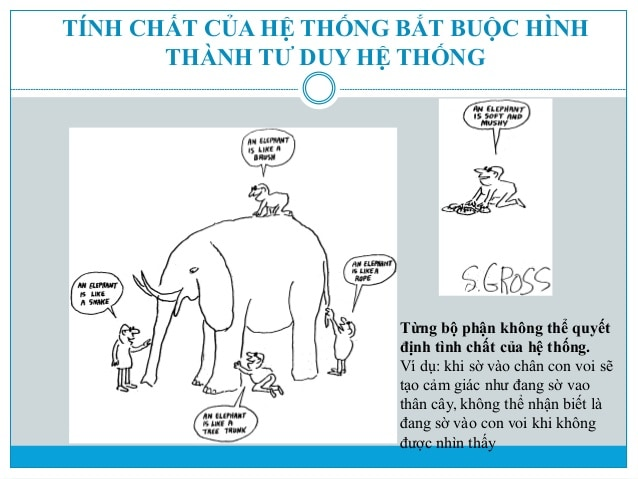 TÍNH CHẤT CỦA HỆ THỐNG BẮT BUỘC HÌNH
THÀNH TƯ DUY HỆ THỐNG
AN ELEPHANT
IS LIKE A
BRUSH
AN ELEPHANT
IS LIKE
A SNAKE
AN ELEPHANT
IS LIKE A
ROPE
AN ELEPHANT
IS LIKE A
TREE TRUNK
AN ELEPHANT
IS SOFT AND
MUSHY
S.GROSS
Từng bộ phận không thể quyết
định tình chất của hệ thống.
Ví dụ: khi sờ vào chân con voi sẽ
tạo cảm giác như đang sờ vao
thân cây, không thể nhận biết là
đang sờ vào con voi khi không
được nhìn thấy